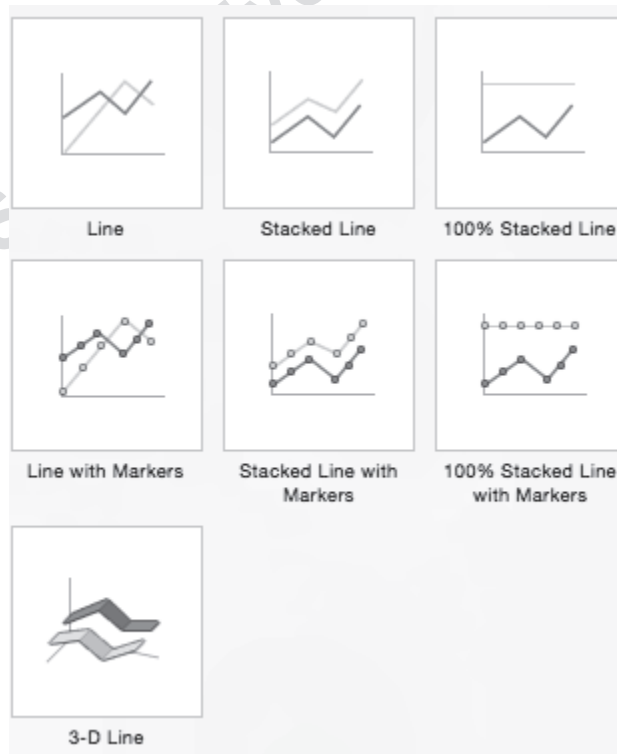 Line
Stacked Line
100% Stacked Line
Line with Markers
Stacked Line with
Markers
100% Stacked Line
with Markers
3-D Line